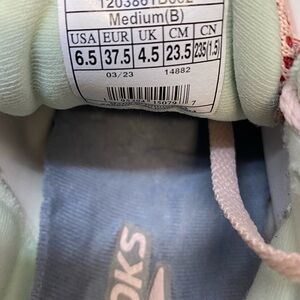 Medium(B)
USA EUR UK CM CN
6.5 37.5 4.5 23.5 235(1.5)
03/23 14882
OKS